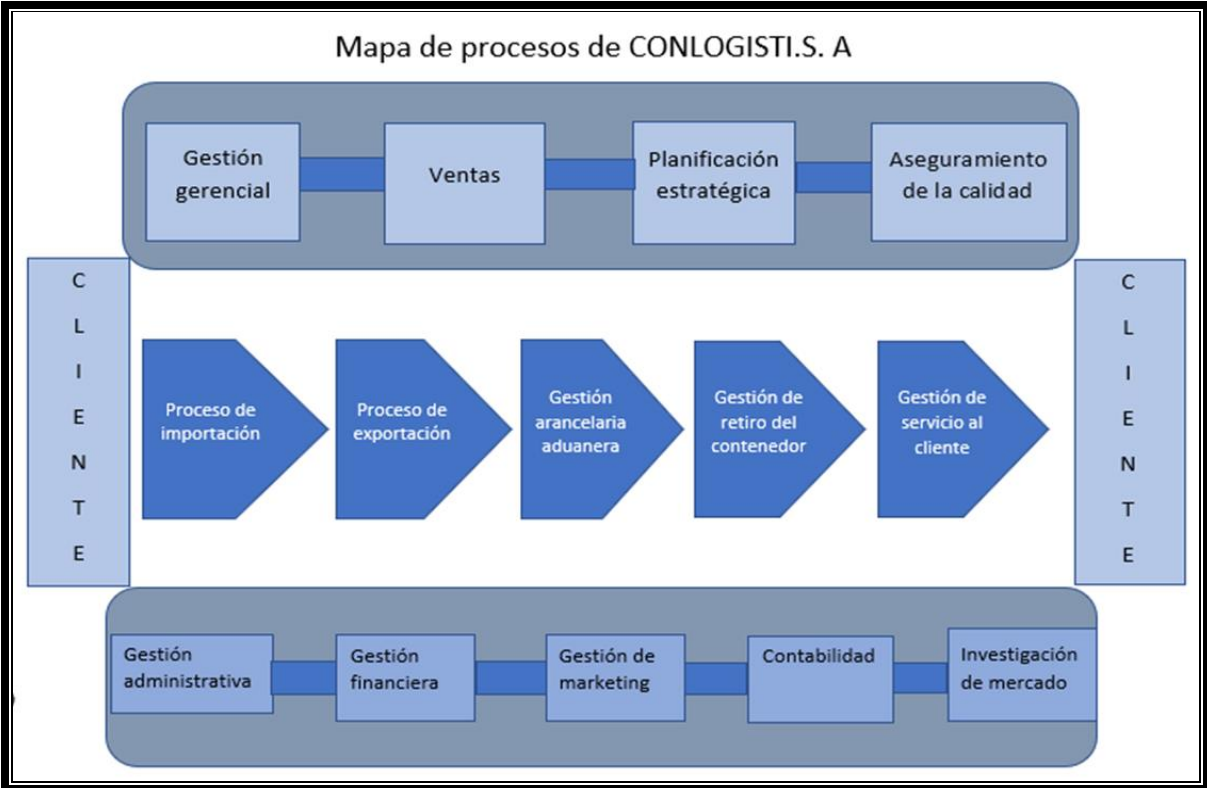 Mapa de procesos de CONLOGISTI.S. A
Gestión
gerencial
Ventas
Planificación
estratégica
Aseguramiento
de la calidad
C
L
I
E
N
T
E
Proceso de
importación
Proceso de
exportación
Gestión
arancelaria
aduanera
Gestión de
retiro del
contenedor
Gestión de
servicio al
cliente
C
L
I
E
N
T
E
Gestión
administrativa
Gestión
financiera
Gestión de
marketing
Contabilidad
Investigación
de mercado